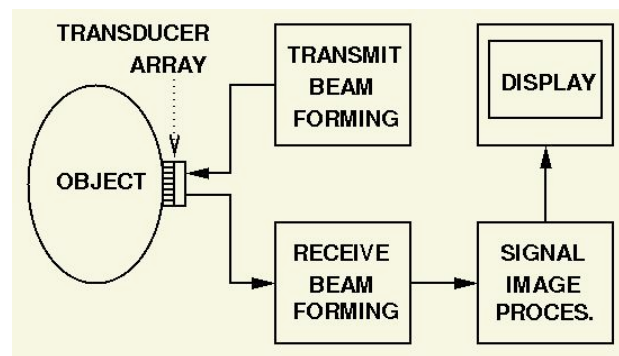 TRANSDUCER
ARRAY
OBJECT
TRANSMIT
BEAM
FORMING
DISPLAY
RECEIVE
BEAM
FORMING
SIGNAL
IMAGE
PROCES.